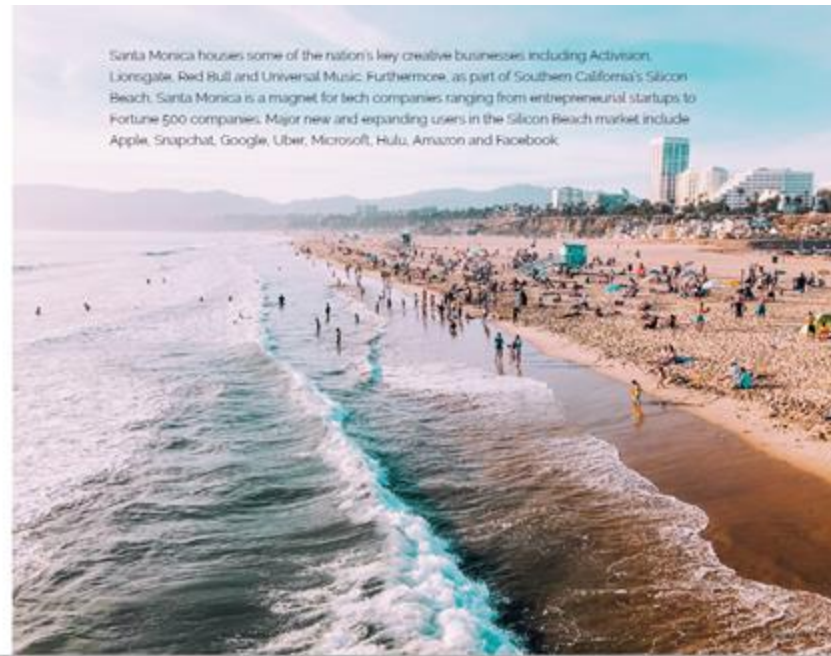 Santa Monica houses some of the nation's key creative businesses including Activision,
Lionsgate, Red Bull and Universal Music. Furthermore, as part of Southern California's Silicon
Beach, Santa Monica is a magnet for tech companies ranging from entrepreneurial startups to
Fortune 500 companies. Major new and expanding users in the Silicon Beach market include
Apple, Snapchat, Google, Uber, Microsoft, Hulu, Amazon and Facebook.